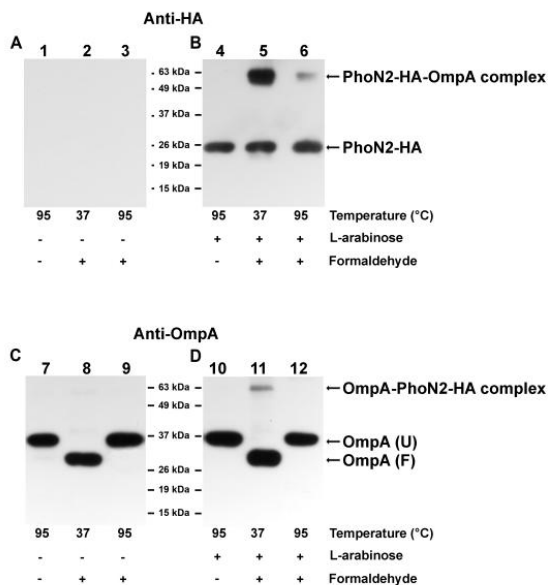 Anti-HA
A 1 2 3 B 4 5 6
- 63 kDa - ←PhoN2-HA-OmpA complex
- 49 kDa -
- 37 kDa -
- 26 kDa - ←PhoN2-HA
- 19 kDa -
- 15 kDa -
95 37 95 95 37 95 Temperature (°C)
- - - + + + L-arabinose
- + + - + + Formaldehyde
Anti-OmpA
C 7 8 9 D 10 11 12
- 63 kDa - ←OmpA-PhoN2-HA complex
- 49 kDa -
- 37 kDa - ←OmpA (U)
←OmpA (F)
- 26 kDa -
- 19 kDa -
- 15 kDa -
95 37 95 95 37 95 Temperature (°C)
- - - + + + L-arabinose
- + + - + + Formaldehyde